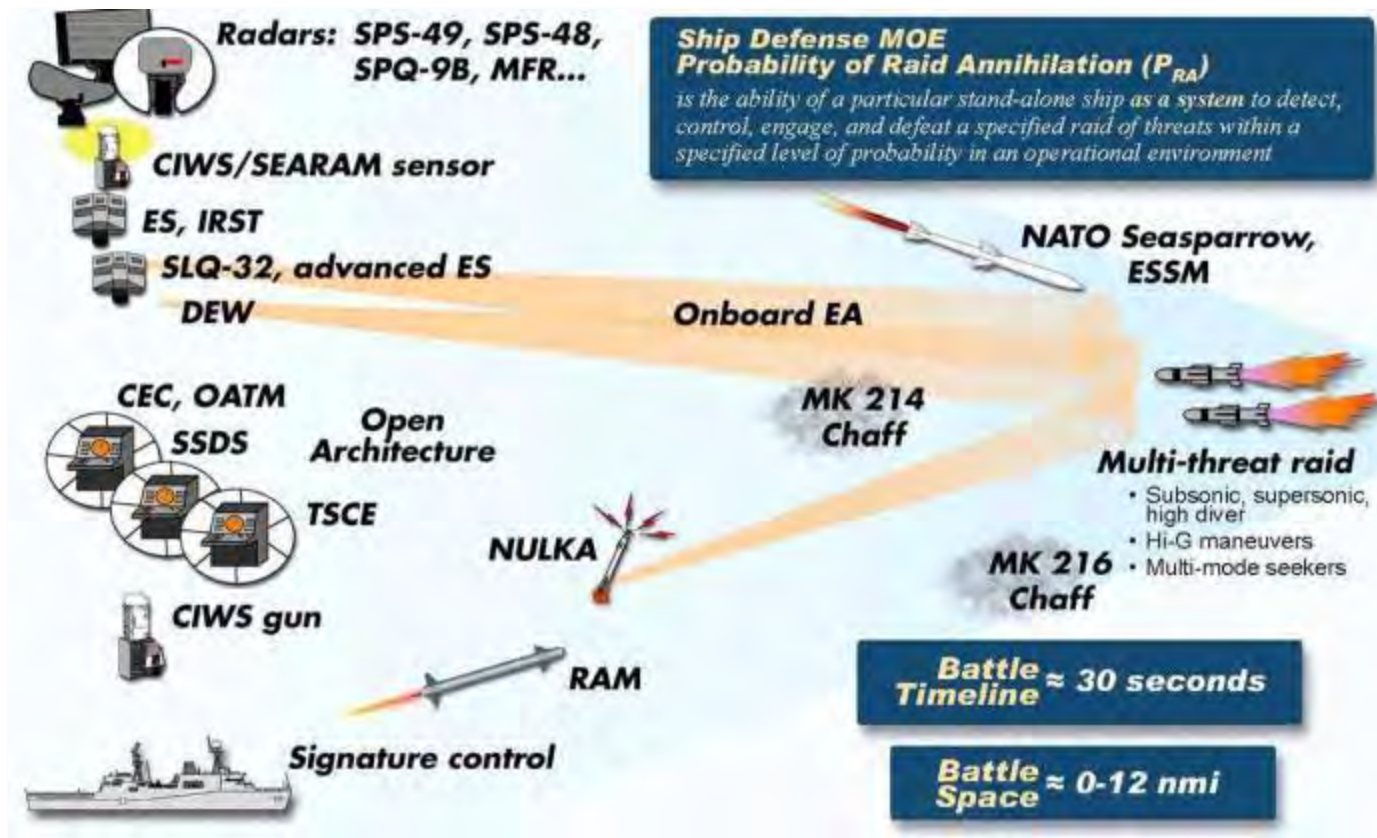 Radars: SPS-49, SPS-48,
SPQ-9B, MFR...
Ship Defense MOE
Probability of Raid Annihilation (PRA)
is the ability of a particular stand-alone ship as a system to detect,
control, engage, and defeat a specified raid of threats within a
specified level of probability in an operational environment
CIWS/SEARAM sensor
ES, IRST
SLQ-32, advanced ES
DEW
NATO Seasparrow,
ESSM
Onboard EA
CEC, OATM
SSDS
TSCE
Open
Architecture
MK 214
Chaff
Multi-threat raid
• Subsonic, supersonic,
high diver
• Hi-G maneuvers
• Multi-mode seekers
NULKA
MK 216
Chaff
CIWS gun
RAM
Signature control
Battle
Timeline ≈ 30 seconds
Battle
Space ≈ 0-12 nmi